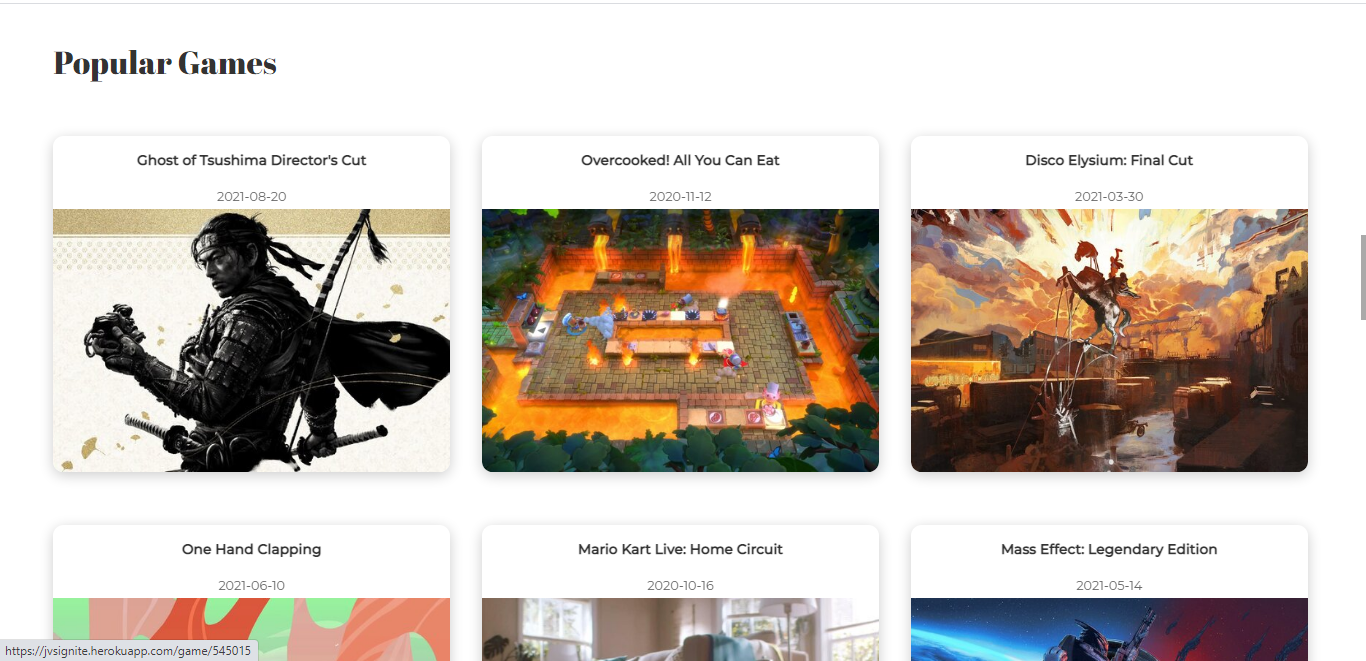 Popular Games
Ghost of Tsushima Director's Cut
2021-08-20
Overcooked! All You Can Eat
2020-11-12
Disco Elysium: Final Cut
2021-03-30
One Hand Clapping
2021-06-10
Mario Kart Live: Home Circuit
2020-10-16
Mass Effect: Legendary Edition
2021-05-14
https://jvsignite.herokuapp.com/game/545015